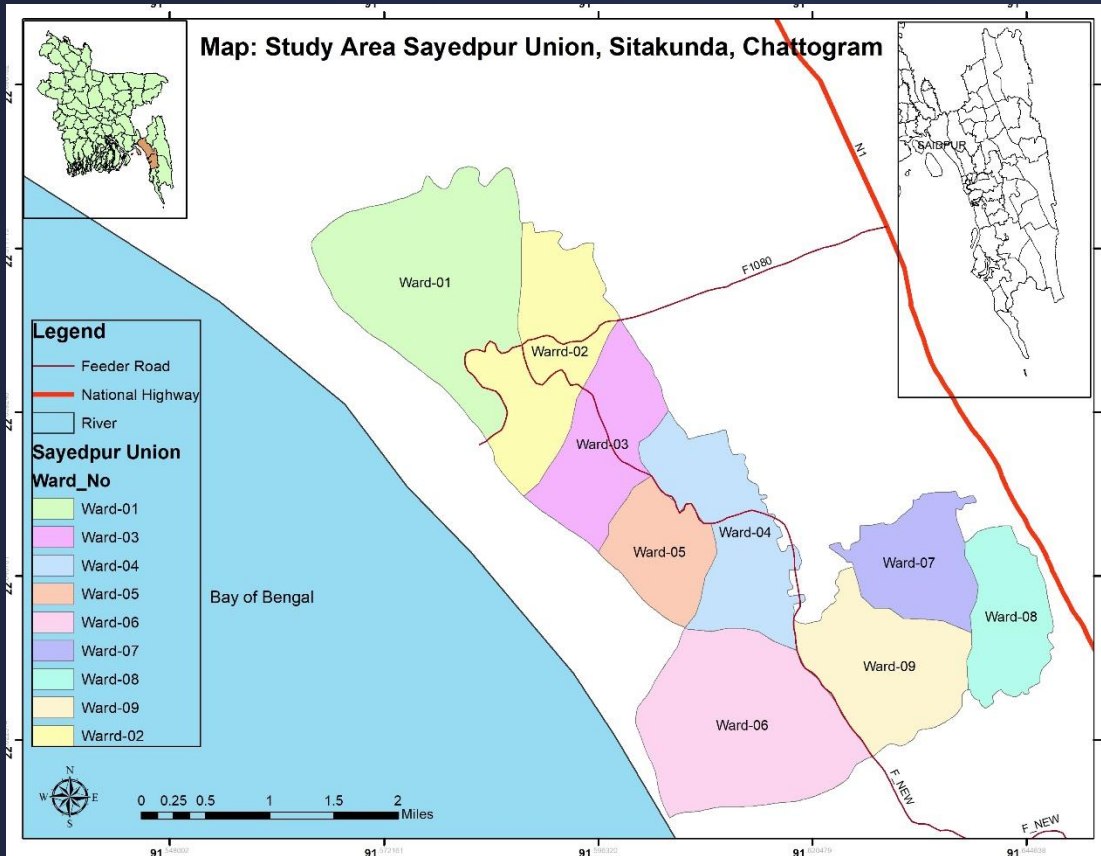 Map: Study Area Sayedpur Union, Sitakunda, Chattogram
SAIDPUR
N1
F1080
Ward-01
Warrd-02
Ward-03
Ward-04
Ward-05
Ward-07
Ward-08
Ward-09
Ward-06
F_NEW
F_NEW
Bay of Bengal
Legend
Feeder Road
National Highway
River
Sayedpur Union
Ward_No
Ward-01
Ward-03
Ward-04
Ward-05
Ward-06
Ward-07
Ward-08
Ward-09
Warrd-02
N
W E
S
0 0.25 0.5 1 1.5 2
Miles